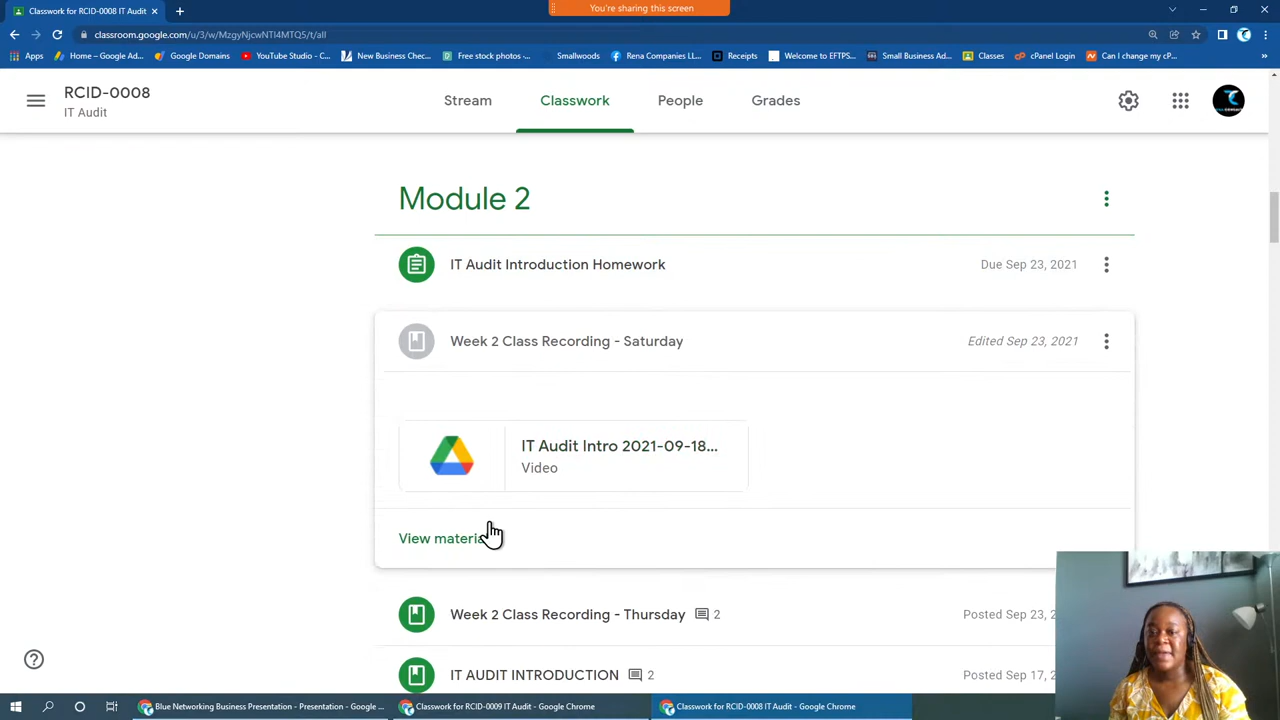 Classwork for RCID-0008 IT Audit
You're sharing this screen
classroom.google.com/u/3/w/MzgyNjcwNTI4MTQ5/t/all
Apps
Home – Google Ad...
Google Domains
YouTube Studio - C...
New Business Chec...
Free stock photos -...
Smallwoods
Rena Companies LL...
Receipts
Welcome to EFTPS...
Small Business Ad...
Classes
cPanel Login
Can I change my cP...
RCID-0008
IT Audit
Stream
Classwork
People
Grades
Module 2
IT Audit Introduction Homework
Due Sep 23, 2021
Week 2 Class Recording - Saturday
Edited Sep 23, 2021
IT Audit Intro 2021-09-18...
Video
View material
Week 2 Class Recording - Thursday
2
Posted Sep 23, 2
IT AUDIT INTRODUCTION
2
Posted Sep 17, 2
Blue Networking Business Presentation - Presentation - Google ...
Classwork for RCID-0009 IT Audit - Google Chrome
Classwork for RCID-0008 IT Audit - Google Chrome